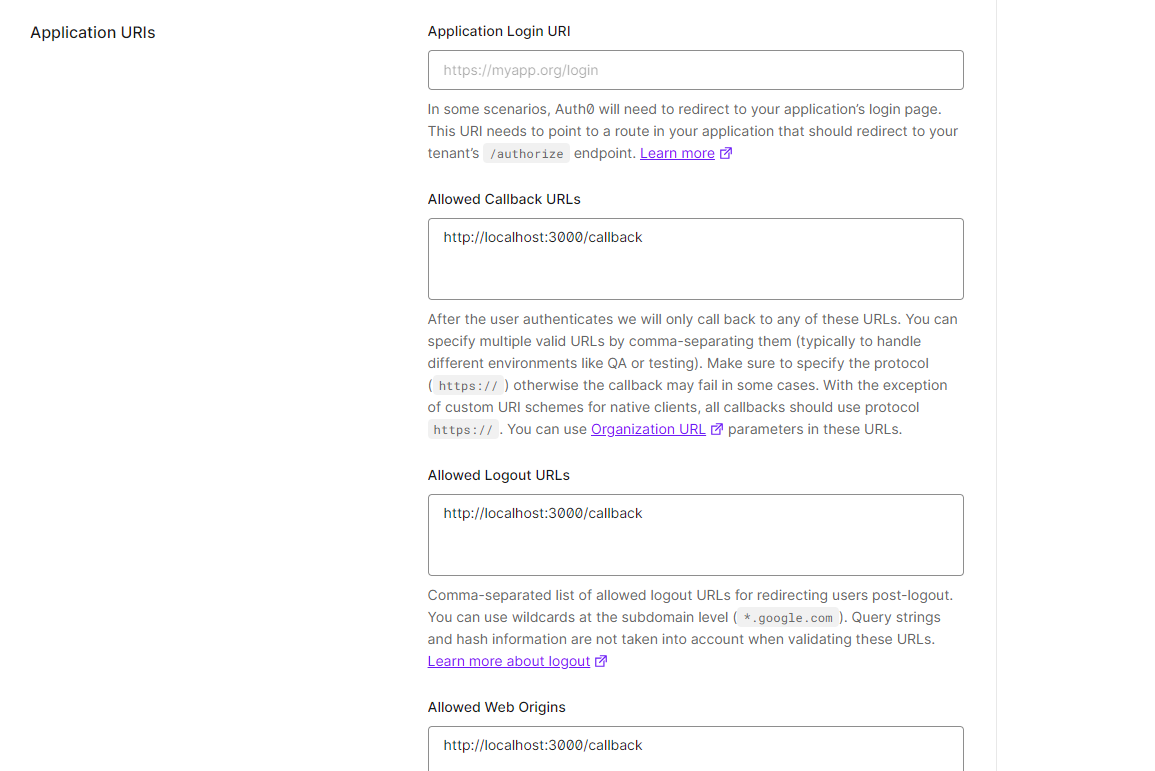 Application URIs
Application Login URI
https://myapp.org/login
In some scenarios, Auth0 will need to redirect to your application’s login page.
This URI needs to point to a route in your application that should redirect to your
tenant’s /authorize endpoint. Learn more
Allowed Callback URLs
http://localhost:3000/callback
After the user authenticates we will only call back to any of these URLs. You can
specify multiple valid URLs by comma-separating them (typically to handle
different environments like QA or testing). Make sure to specify the protocol
( https:// ) otherwise the callback may fail in some cases. With the exception
of custom URI schemes for native clients, all callbacks should use protocol
https:// . You can use Organization URL parameters in these URLs.
Allowed Logout URLs
http://localhost:3000/callback
Comma-separated list of allowed logout URLs for redirecting users post-logout.
You can use wildcards at the subdomain level ( *.google.com ). Query strings
and hash information are not taken into account when validating these URLs.
Learn more about logout
Allowed Web Origins
http://localhost:3000/callback